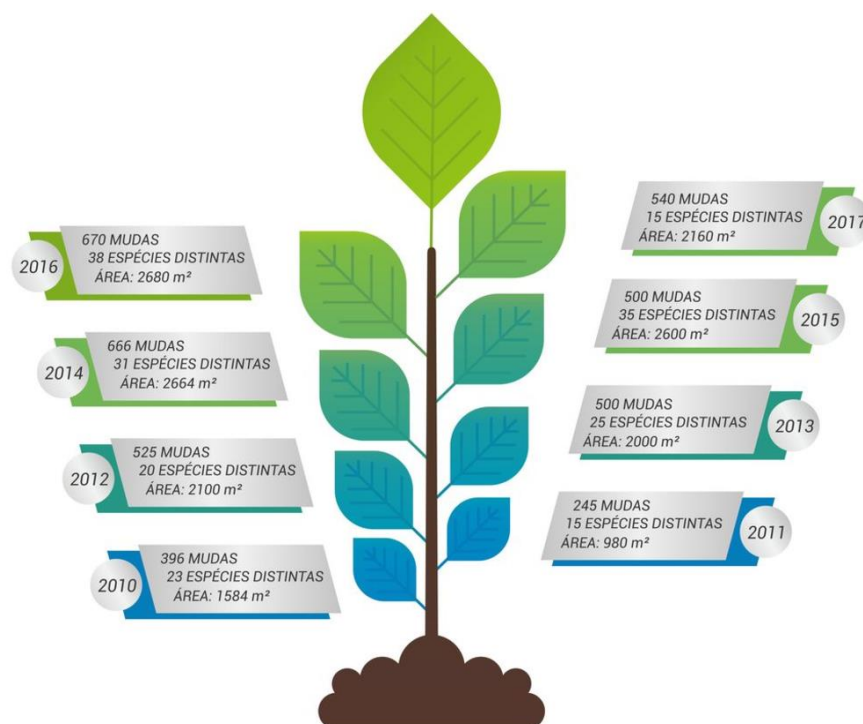 670 MUDAS
38 ESPÉCIES DISTINTAS
ÁREA: 2680 m²
2016
666 MUDAS
31 ESPÉCIES DISTINTAS
ÁREA: 2664 m²
2014
525 MUDAS
20 ESPÉCIES DISTINTAS
ÁREA: 2100 m²
2012
396 MUDAS
23 ESPÉCIES DISTINTAS
ÁREA: 1584 m²
2010
540 MUDAS
15 ESPÉCIES DISTINTAS
ÁREA: 2160 m²
2017
500 MUDAS
35 ESPÉCIES DISTINTAS
ÁREA: 2600 m²
2015
500 MUDAS
25 ESPÉCIES DISTINTAS
ÁREA: 2000 m²
2013
245 MUDAS
15 ESPÉCIES DISTINTAS
ÁREA: 980 m²
2011